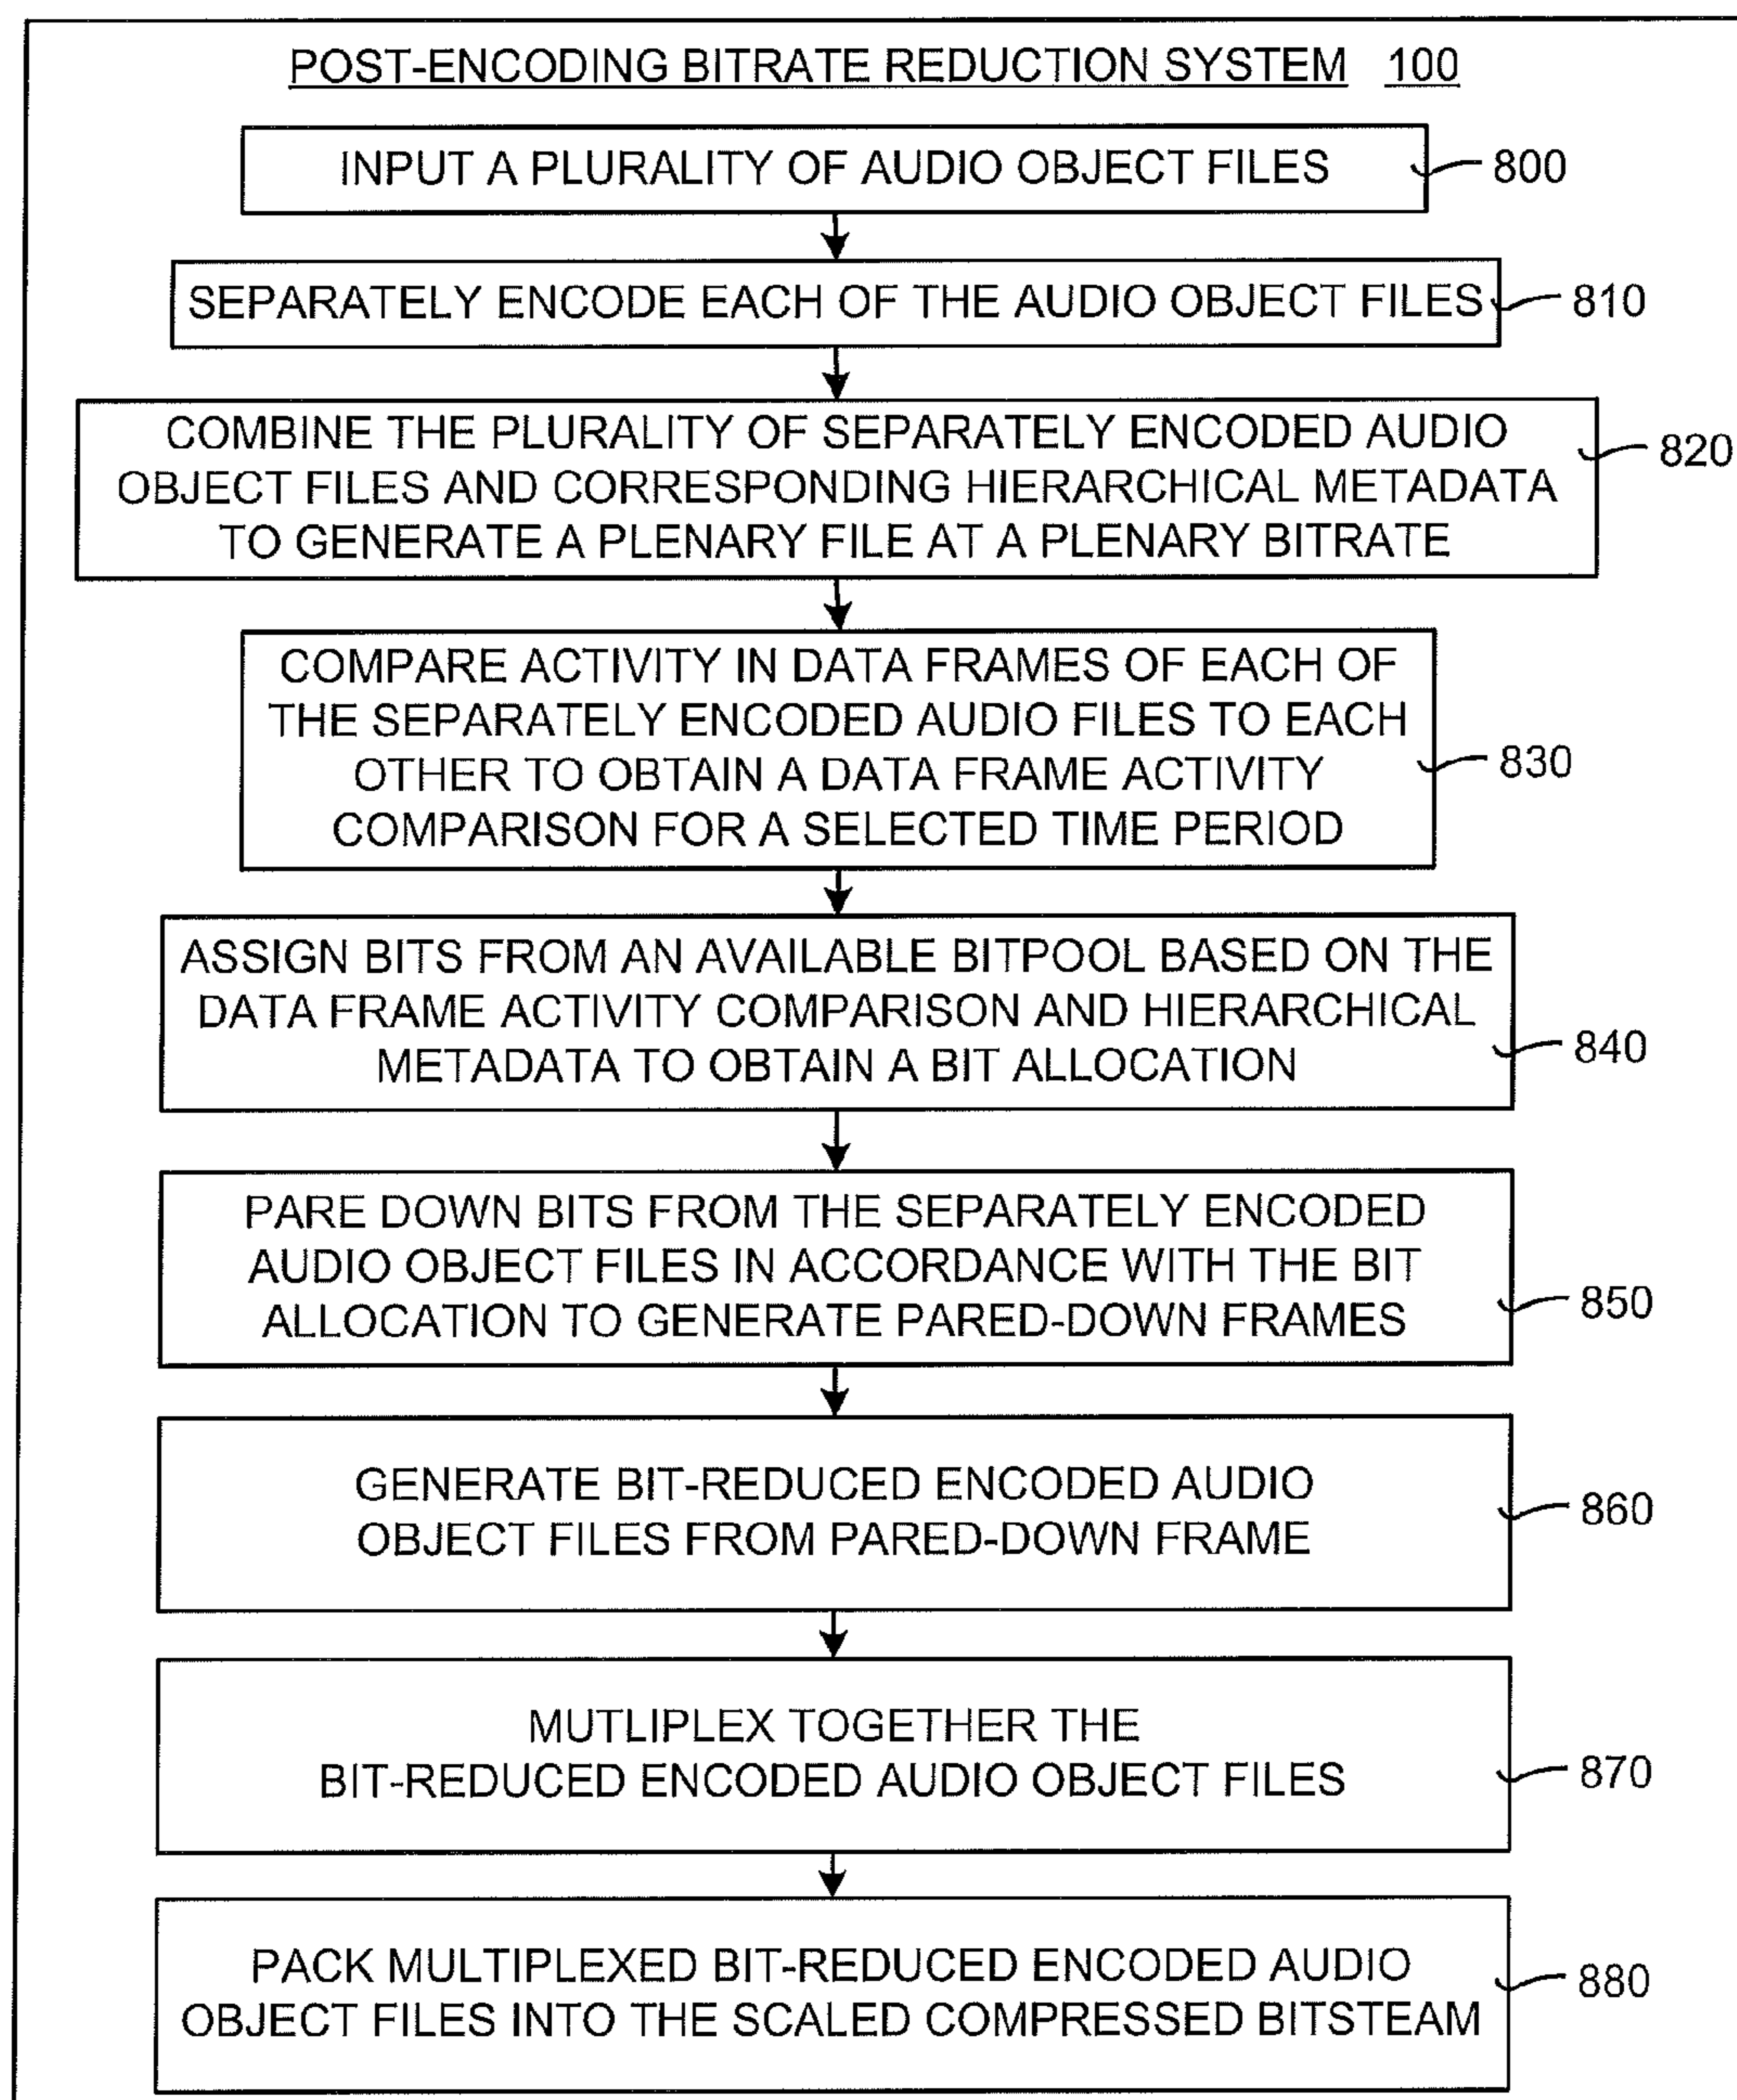 POST-ENCODING BITRATE REDUCTION SYSTEM 100
INPUT A PLURALITY OF AUDIO OBJECT FILES 800
SEPARATELY ENCODE EACH OF THE AUDIO OBJECT FILES 810
COMBINE THE PLURALITY OF SEPARATELY ENCODED AUDIO
OBJECT FILES AND CORRESPONDING HIERARCHICAL METADATA
TO GENERATE A PLENARY FILE AT A PLENARY BITRATE
820
COMPARE ACTIVITY IN DATA FRAMES OF EACH OF
THE SEPARATELY ENCODED AUDIO FILES TO EACH
OTHER TO OBTAIN A DATA FRAME ACTIVITY
COMPARISON FOR A SELECTED TIME PERIOD
830
ASSIGN BITS FROM AN AVAILABLE BITPOOL BASED ON THE
DATA FRAME ACTIVITY COMPARISON AND HIERARCHICAL
METADATA TO OBTAIN A BIT ALLOCATION
840
PARE DOWN BITS FROM THE SEPARATELY ENCODED
AUDIO OBJECT FILES IN ACCORDANCE WITH THE BIT
ALLOCATION TO GENERATE PARED-DOWN FRAMES
850
GENERATE BIT-REDUCED ENCODED AUDIO
OBJECT FILES FROM PARED-DOWN FRAME
860
MUTLIPLEX TOGETHER THE
BIT-REDUCED ENCODED AUDIO OBJECT FILES
870
PACK MULTIPLEXED BIT-REDUCED ENCODED AUDIO
OBJECT FILES INTO THE SCALED COMPRESSED BITSTEAM
880